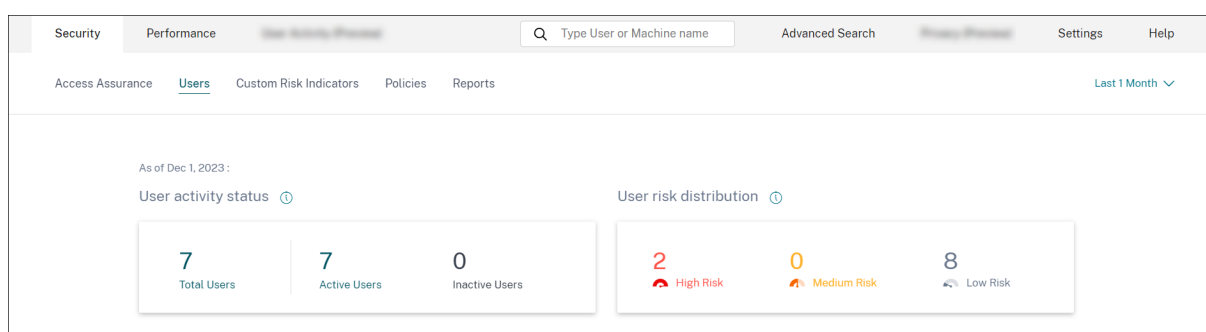 Security Performance Type User or Machine name Advanced Search Settings Help
Access Assurance Users Custom Risk Indicators Policies Reports Last 1 Month
As of Dec 1, 2023 :
User activity status User risk distribution
7 7 0 2 0 8
Total Users Active Users Inactive Users High Risk Medium Risk Low Risk